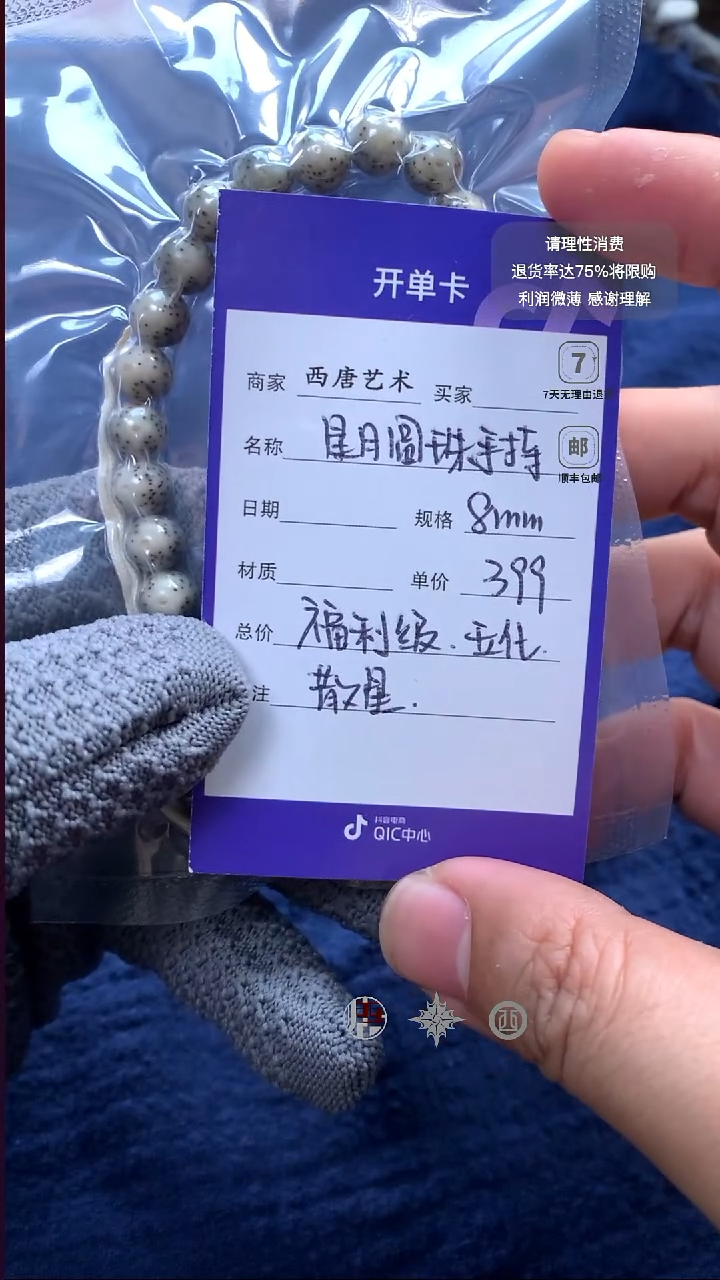 请理性消费
退货率达75%将限购
利润微薄 感谢理解
开单卡
7
商家 西唐艺术 买家
7天无理由退
名称 星月圆珠手持
邮
顺丰包邮
日期 规格 8mm
材质 单价 399
总价 福利级. 玉化.
注 散星.
抖音电商
QIC中心
西